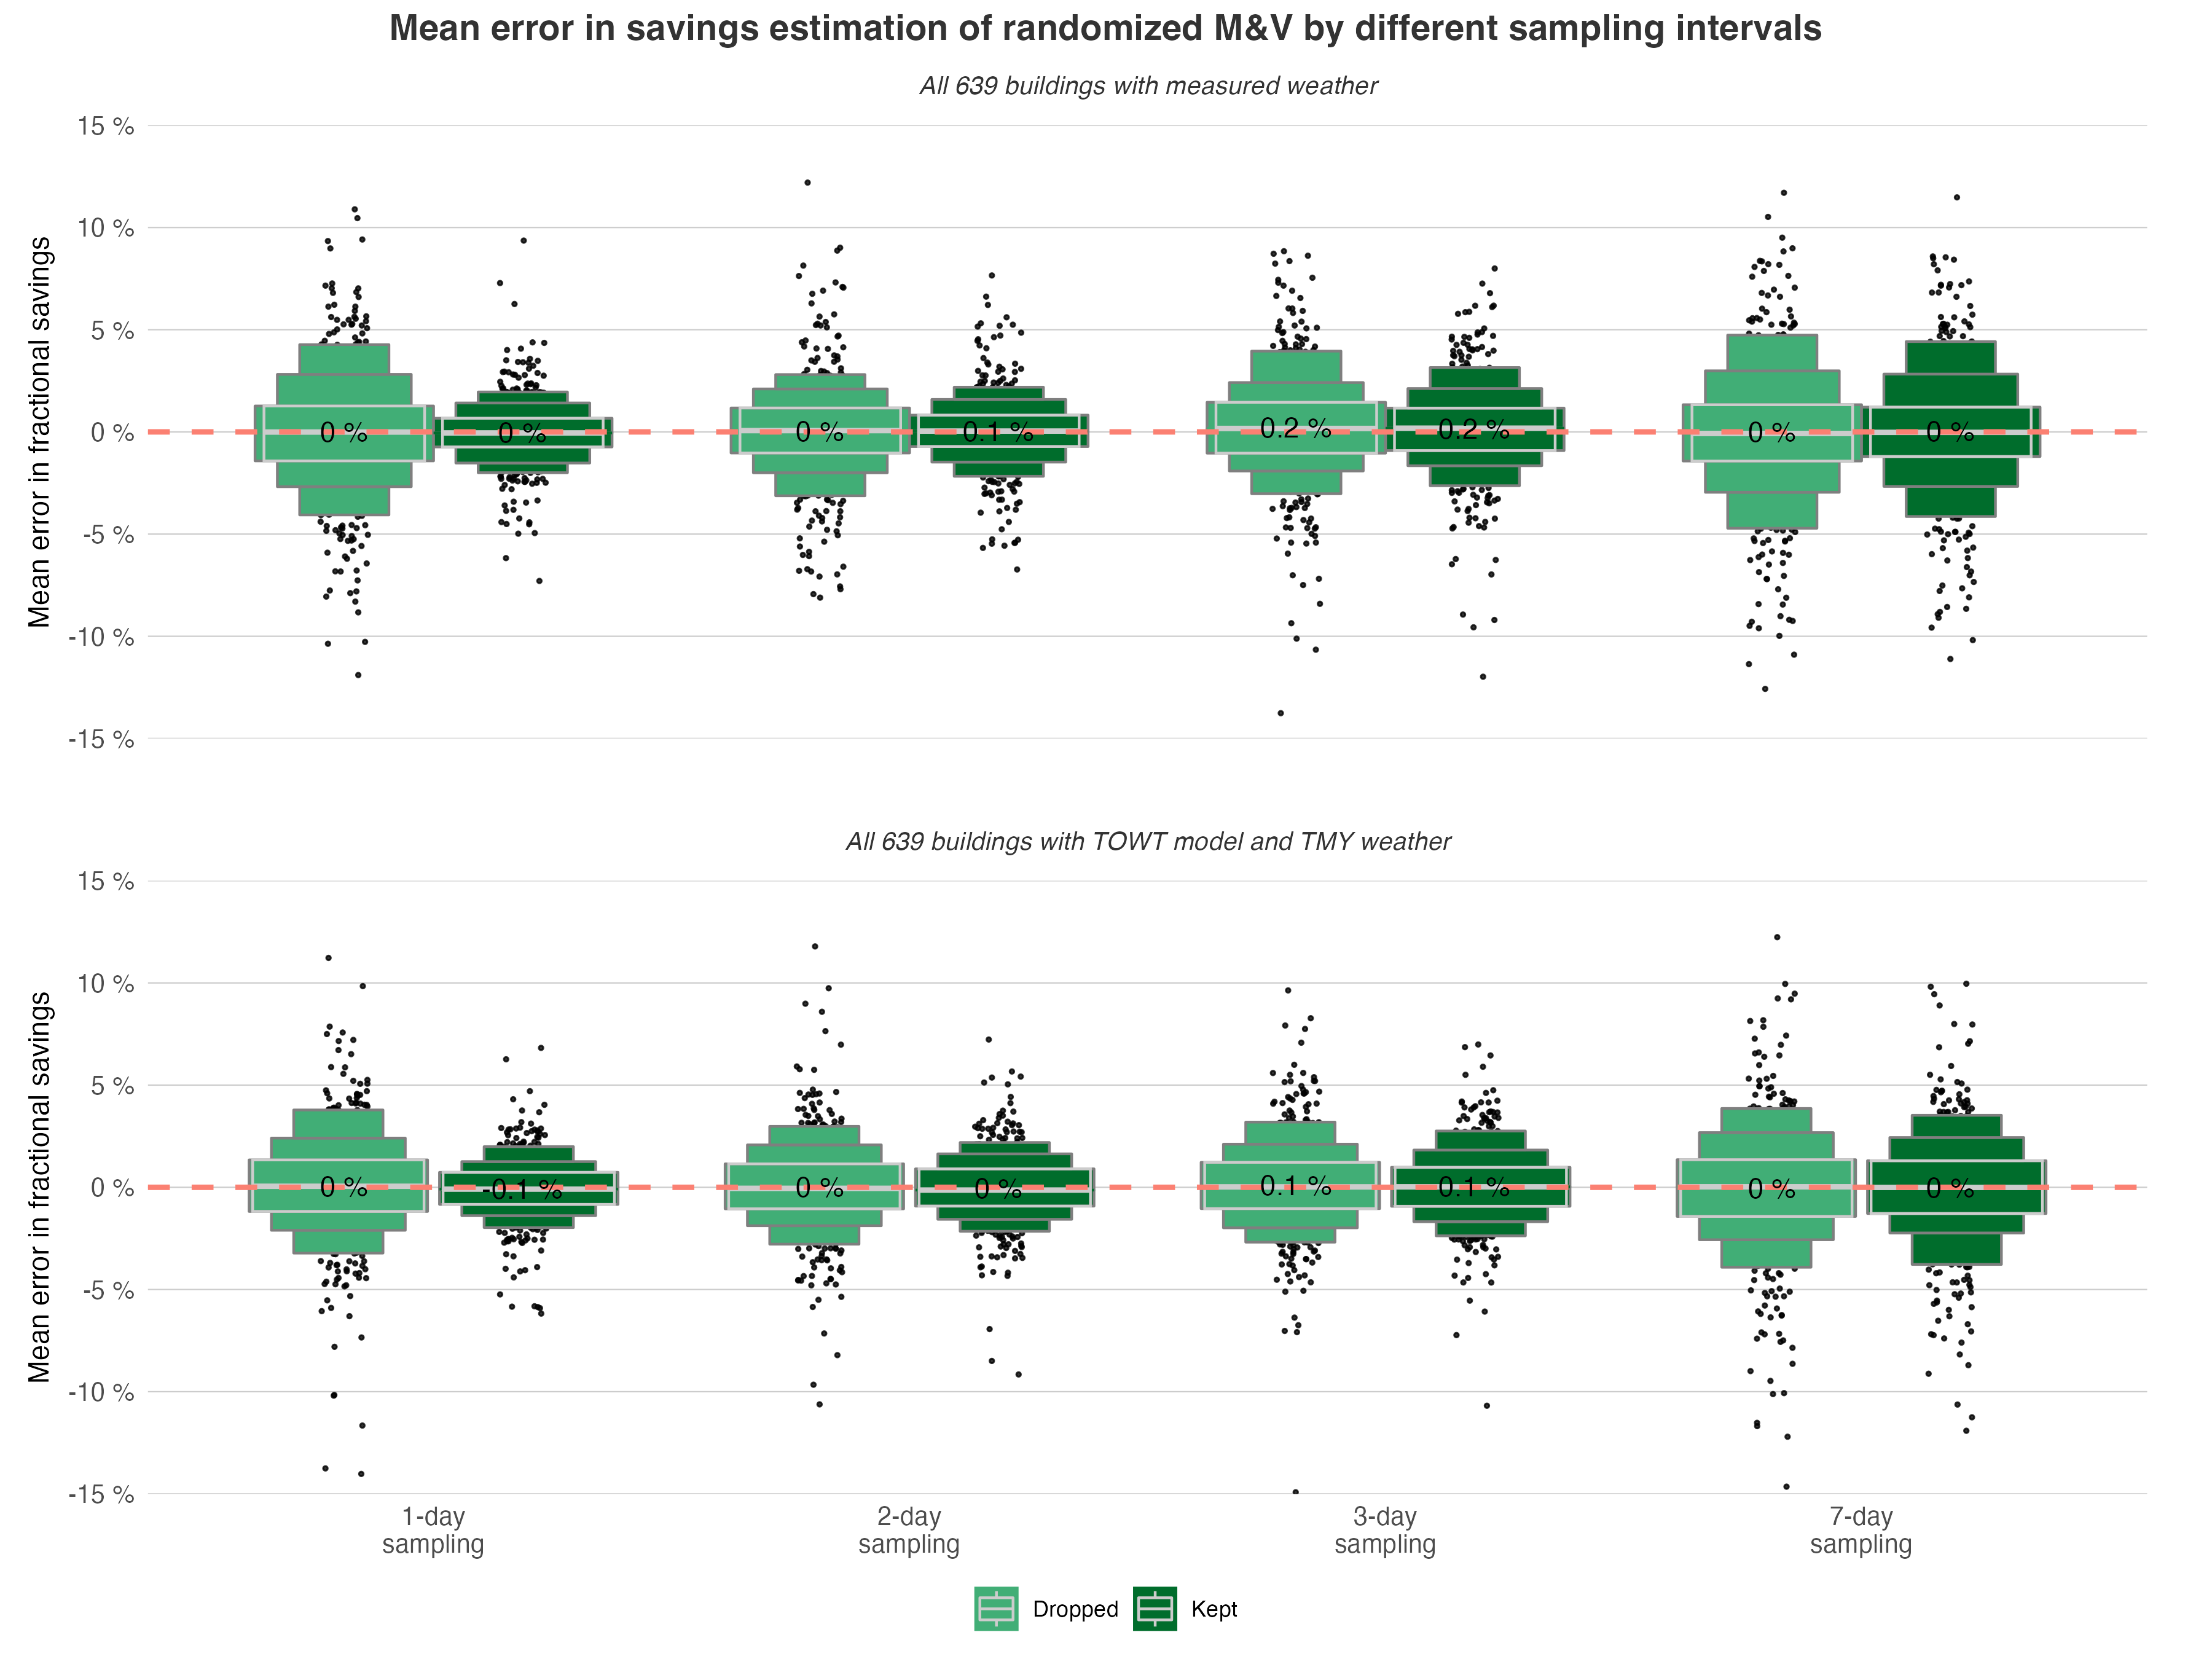 Mean error in savings estimation of randomized M&V by different sampling intervals
All 639 buildings with measured weather
Mean error in fractional savings
15 %
10 %
5 %
0 %
-5 %
-10 %
-15 %
0 %
0 %
0 %
0.1 %
0.2 %
0.2 %
0 %
0 %
All 639 buildings with TOWT model and TMY weather
Mean error in fractional savings
15 %
10 %
5 %
0 %
-5 %
-10 %
-15 %
0 %
-0.1 %
0 %
0 %
0.1 %
0.1 %
0 %
0 %
1-day
sampling
2-day
sampling
3-day
sampling
7-day
sampling
Dropped
Kept